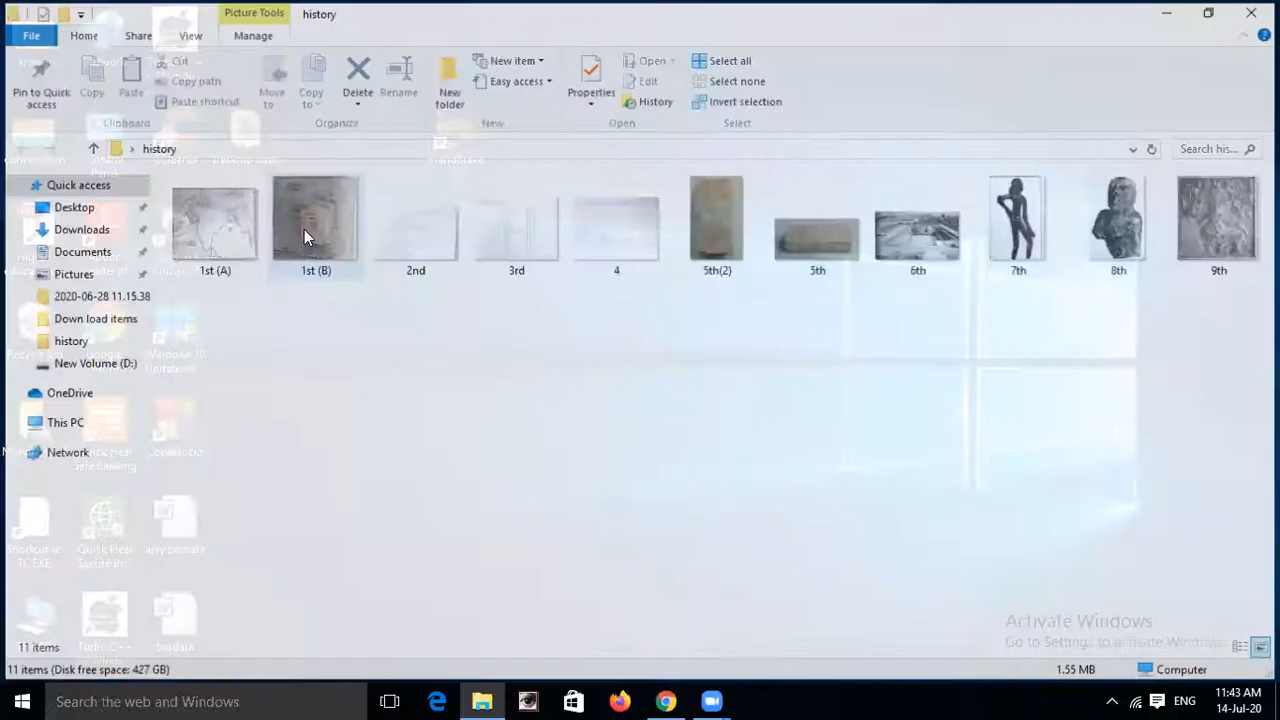 Picture Tools
history
File
Home
Share
View
Manage
Pin to Quick access
Copy
Paste
Cut
Copy path
Paste shortcut
Move to
Copy to
Delete
Rename
New folder
New item
Easy access
Properties
Open
Edit
History
Select all
Select none
Invert selection
Clipboard
Organize
New
Open
Select
history
Search his...
Quick access
Desktop
Downloads
Documents
Pictures
2020-06-28 11.15.38
Down load items
history
New Volume (D:)
OneDrive
This PC
Network
1st (A)
1st (B)
2nd
3rd
4
5th(2)
5th
6th
7th
8th
9th
ajay biodata
biodata
Activate Windows
Go to Settings to activate Windows.
11 items
11 items (Disk free space: 427 GB)
1.55 MB
Computer
Search the web and Windows
ENG
11:43 AM
14-Jul-20